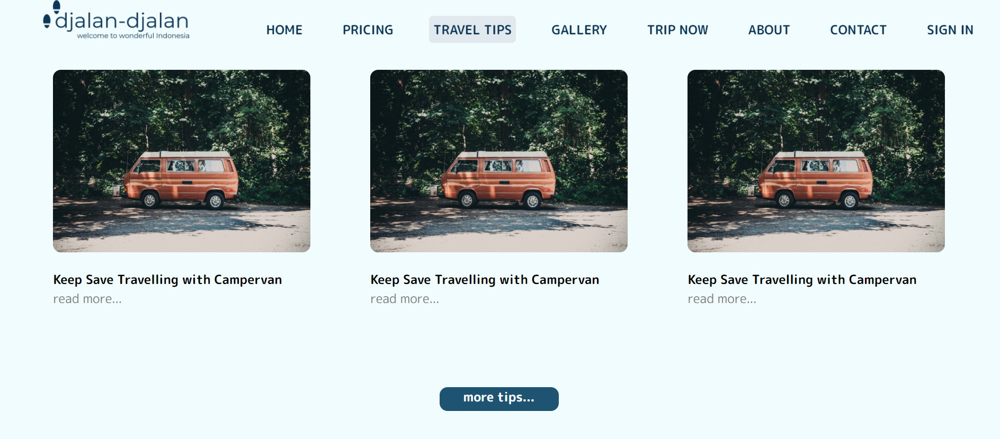 djalan-djalan
welcome to wonderful Indonesia
HOME PRICING TRAVEL TIPS GALLERY TRIP NOW ABOUT CONTACT SIGN IN
Keep Save Travelling with Campervan
read more...
Keep Save Travelling with Campervan
read more...
Keep Save Travelling with Campervan
read more...
more tips...